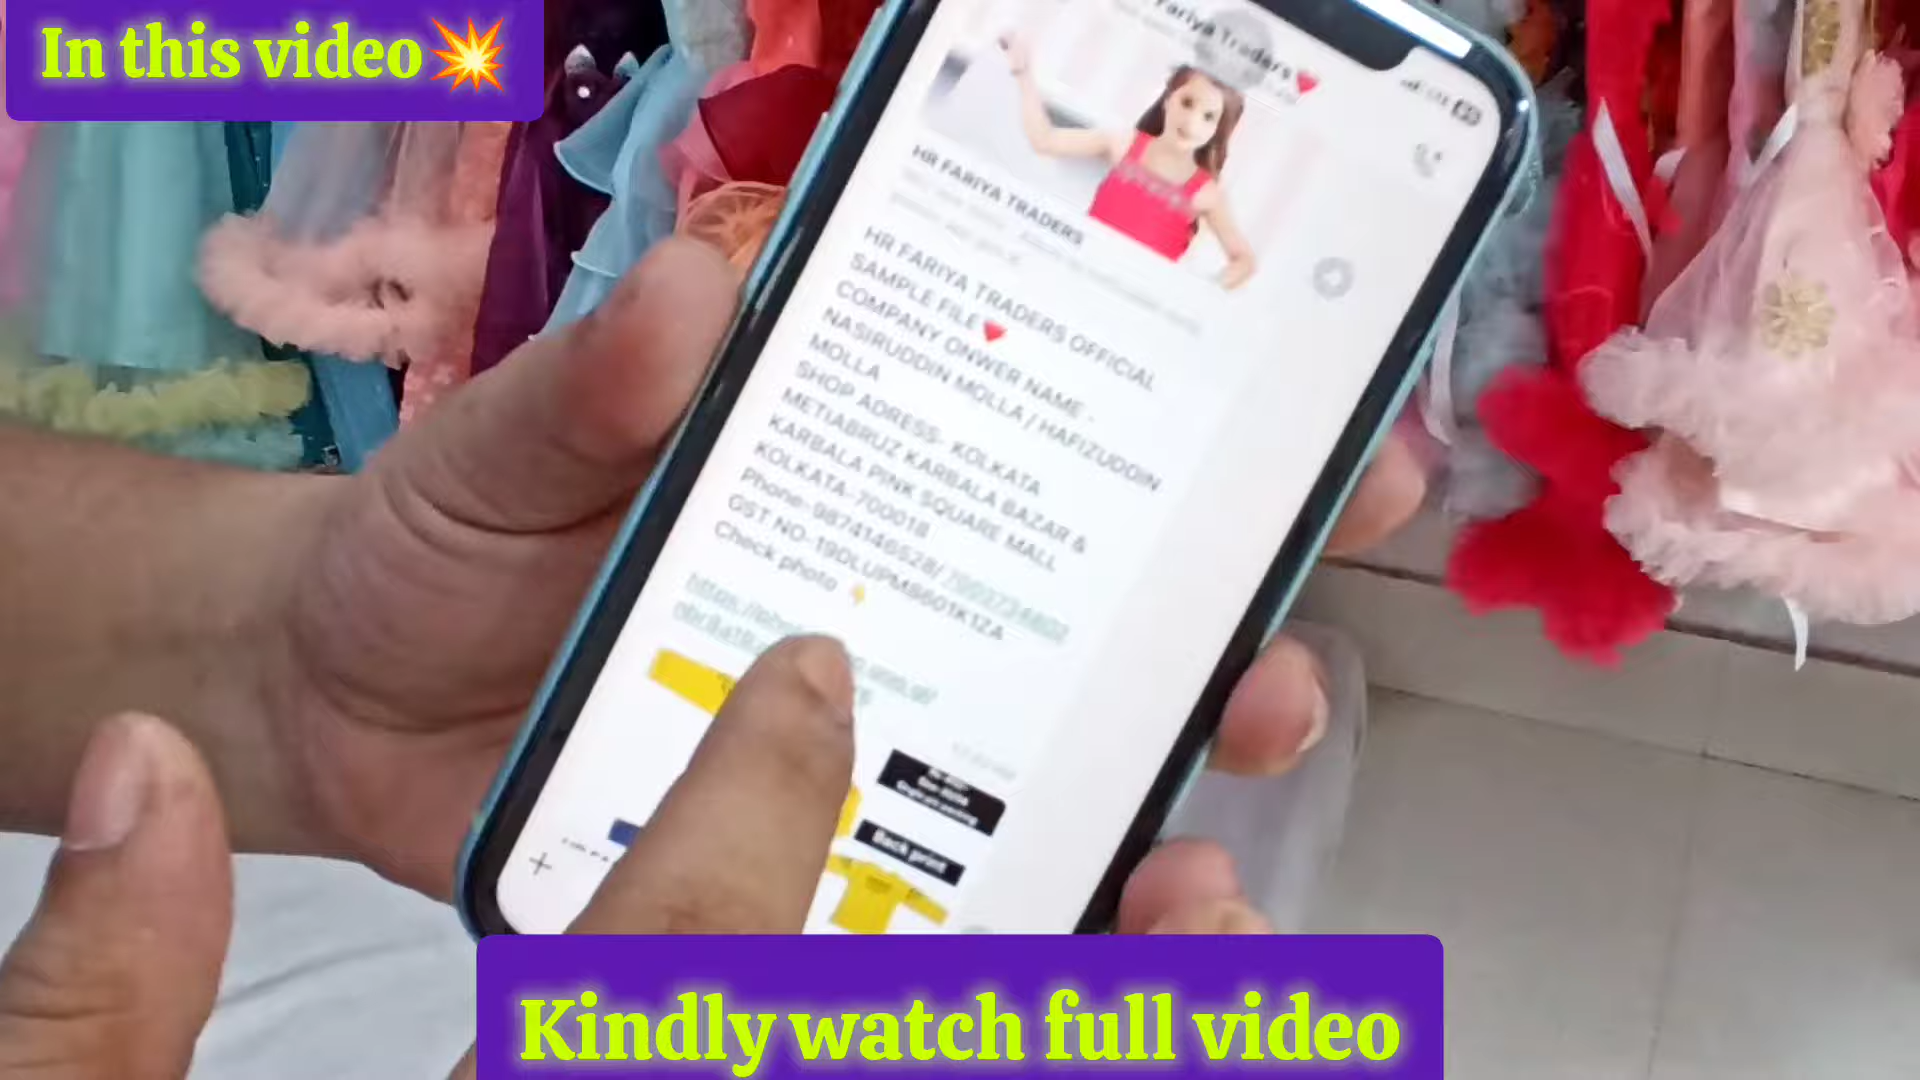 In this video💥
Fariya Traders❤
HR FARIYA TRADERS
HR FARIYA TRADERS OFFICIAL
SAMPLE FILE❤
COMPANY ONWER NAME -
NASIRUDDIN MOLLA / HAFIZUDDIN
MOLLA
SHOP ADRESS- KOLKATA
METIABRUZ KARBALA BAZAR &
KARBALA PINK SQUARE MALL
KOLKATA-700018
Phone-9874146528/
GST NO-
Check photo 👇
Back print
Kindly watch full video